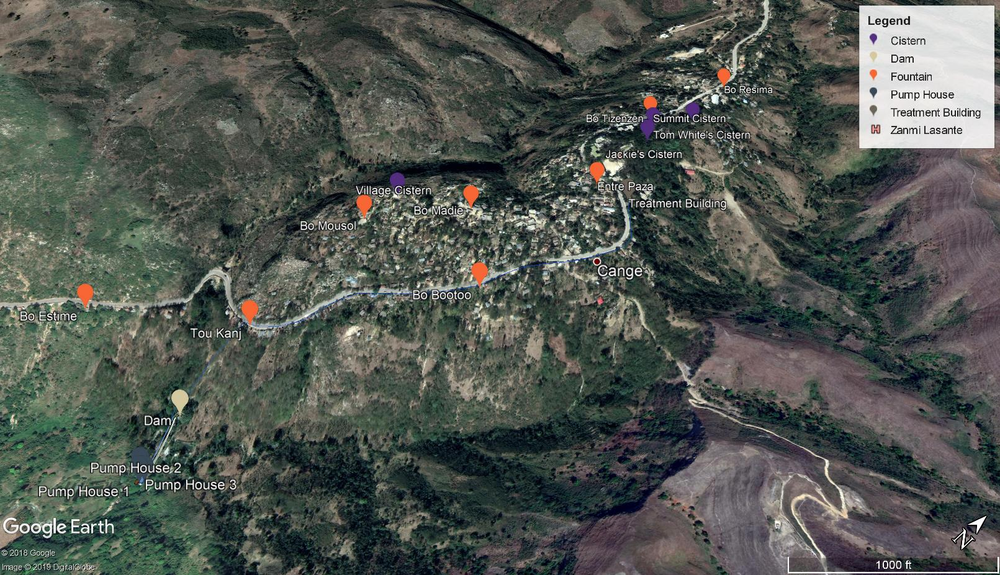 Legend
Cistern
Dam
Fountain
Pump House
Treatment Building
Zanmi Lasante
Bo Resima
Bo Tizenzen
Summit Cistern
Tom White's Cistern
Jackie's Cistern
Entre Paza
Village Cistern
Treatment Building
Bo Madie
Bo Mousol
Cange
Bo Bootoo
Bo Estime
Tou Kanj
Dam
Pump House 2
Pump House 3
Pump House 1
Google Earth
© 2018 Google
Image © 2019 DigitalGlobe
N
1000 ft